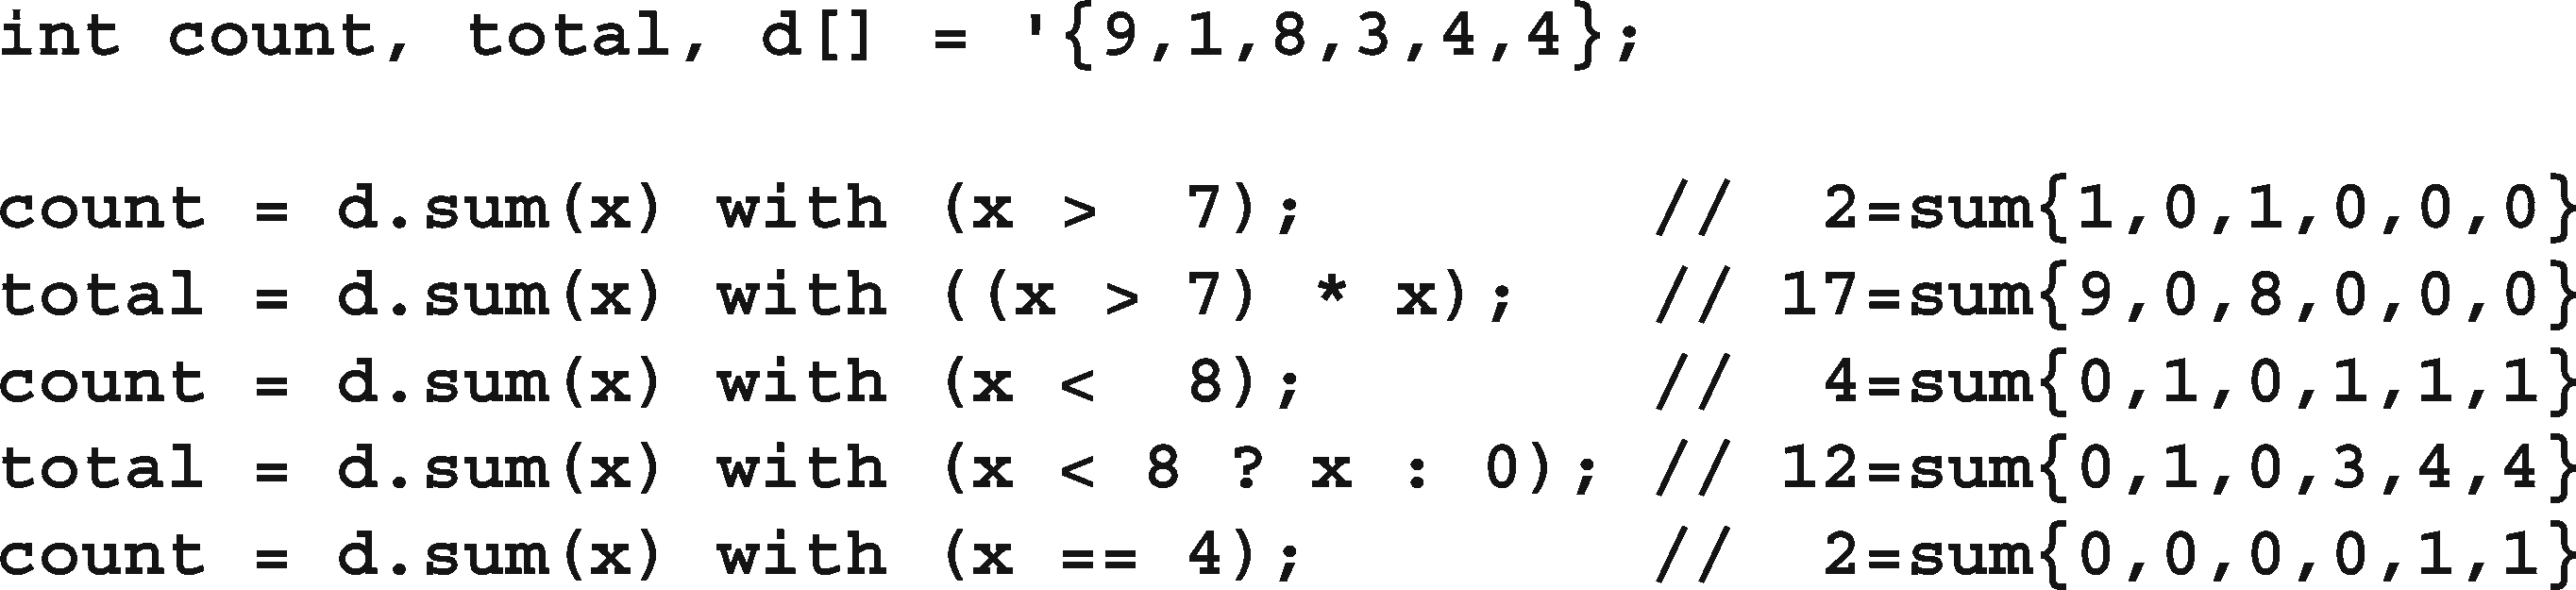 int count, total, d[] = '{9,1,8,3,4,4};
count = d.sum(x) with (x > 7); // 2=sum{1,0,1,0,0,0}
total = d.sum(x) with ((x > 7) * x); // 17=sum{9,0,8,0,0,0}
count = d.sum(x) with (x < 8); // 4=sum{0,1,0,1,1,1}
total = d.sum(x) with (x < 8 ? x : 0); // 12=sum{0,1,0,3,4,4}
count = d.sum(x) with (x == 4); // 2=sum{0,0,0,0,1,1}